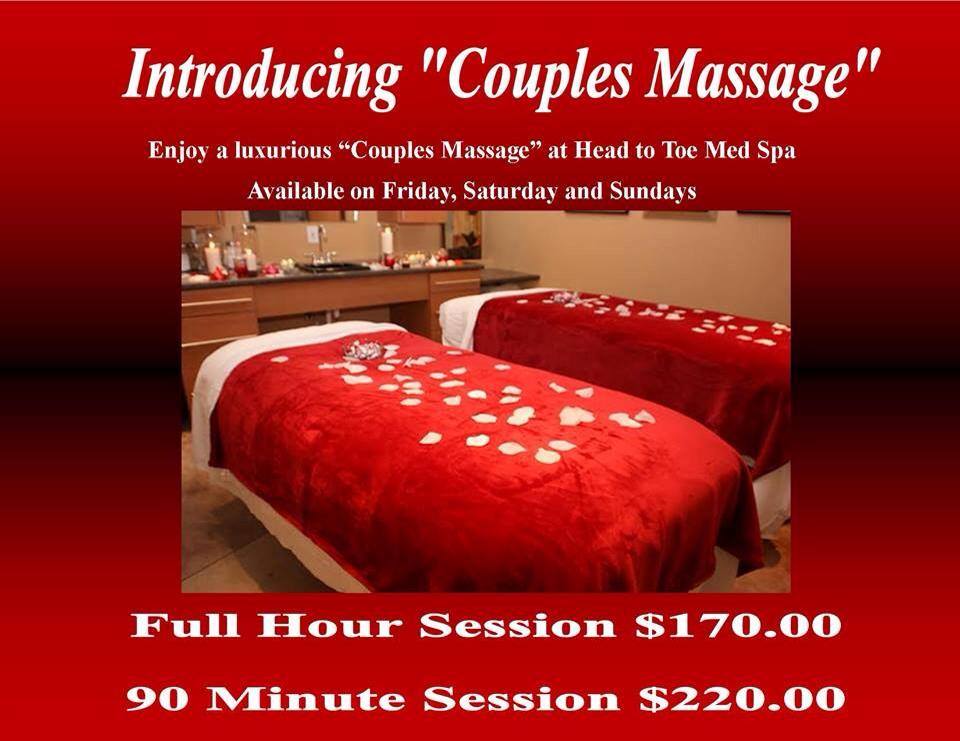 Introducing "Couples Massage"
Enjoy a luxurious “Couples Massage” at Head to Toe Med Spa
Available on Friday, Saturday and Sundays
Full Hour Session $170.00
90 Minute Session $220.00